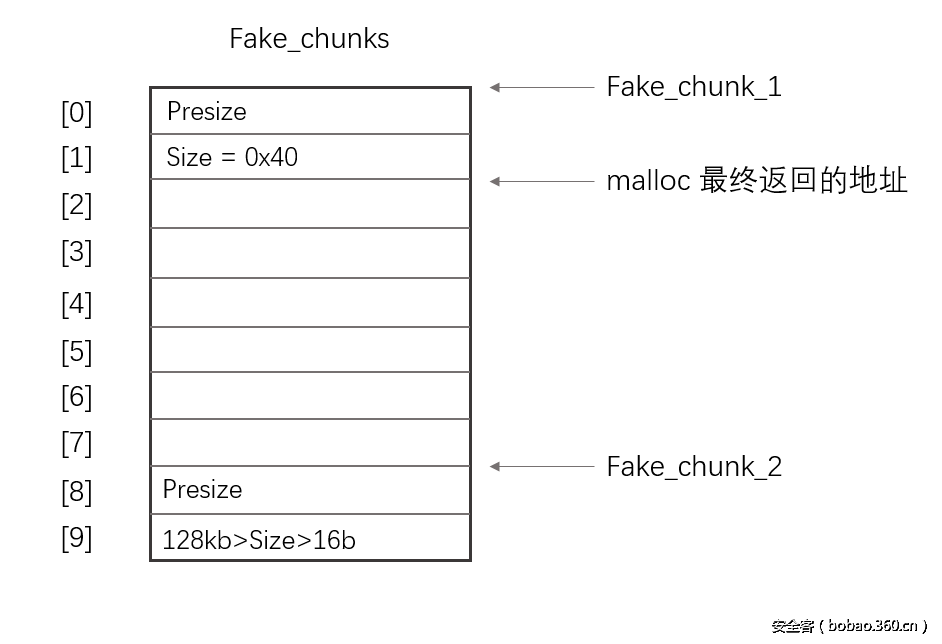 Fake_chunks
Fake_chunk_1
[0] Presize
[1] Size = 0x40
malloc 最终返回的地址
[2]
[3]
[4]
[5]
[6]
[7]
Fake_chunk_2
[8] Presize
[9] 128kb>Size>16b
安全客 ( bobao.360.cn )